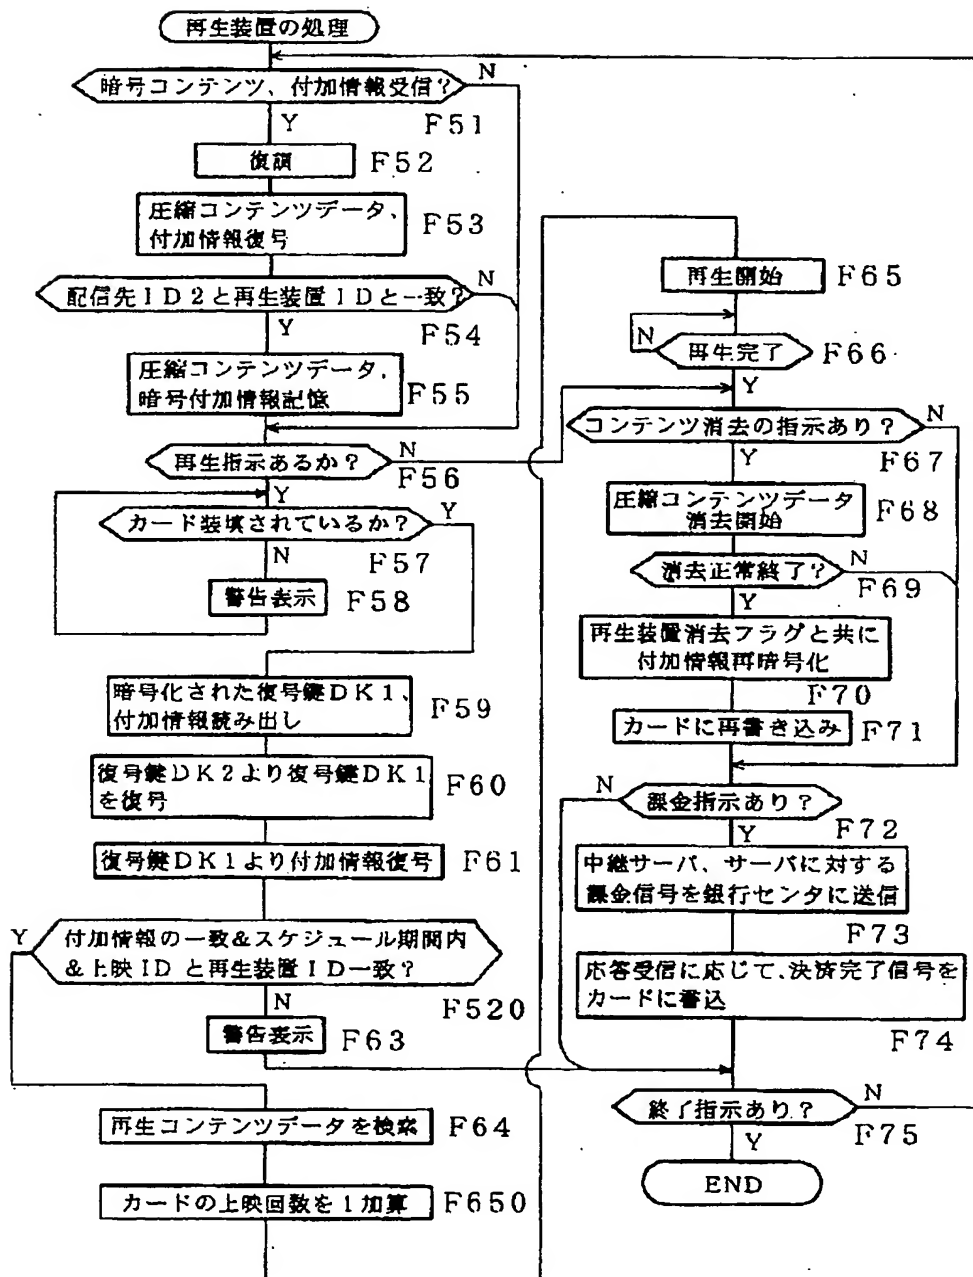 再生装置の処理
暗号コンテンツ、付加情報受信?
N
Y
F51
復調
F52
圧縮コンテンツデータ、
付加情報復号
F53
配信先ID2と再生装置IDと一致?
N
Y
F54
圧縮コンテンツデータ、
暗号付加情報記憶
F55
再生指示あるか?
N
Y
F56
カード装填されているか?
Y
N
F57
警告表示
F58
暗号化された復号鍵DK1、
付加情報読み出し
F59
復号鍵DK2より復号鍵DK1
を復号
F60
復号鍵DK1より付加情報復号
F61
Y
付加情報の一致&スケジュール期間内
&上映IDと再生装置ID一致?
N
F520
警告表示
F63
再生コンテンツデータを検索
F64
カードの上映回数を1加算
F650
再生開始
F65
N
再生完了
F66
Y
コンテンツ消去の指示あり?
N
Y
F67
圧縮コンテンツデータ
消去開始
F68
消去正常終了?
N
Y
F69
再生装置消去フラグと共に
付加情報再暗号化
F70
カードに再書き込み
F71
N
課金指示あり?
Y
F72
中継サーバ、サーバに対する
課金信号を銀行センタに送信
F73
応答受信に応じて、決済完了信号を
カードに書込
F74
終了指示あり?
N
Y
F75
END